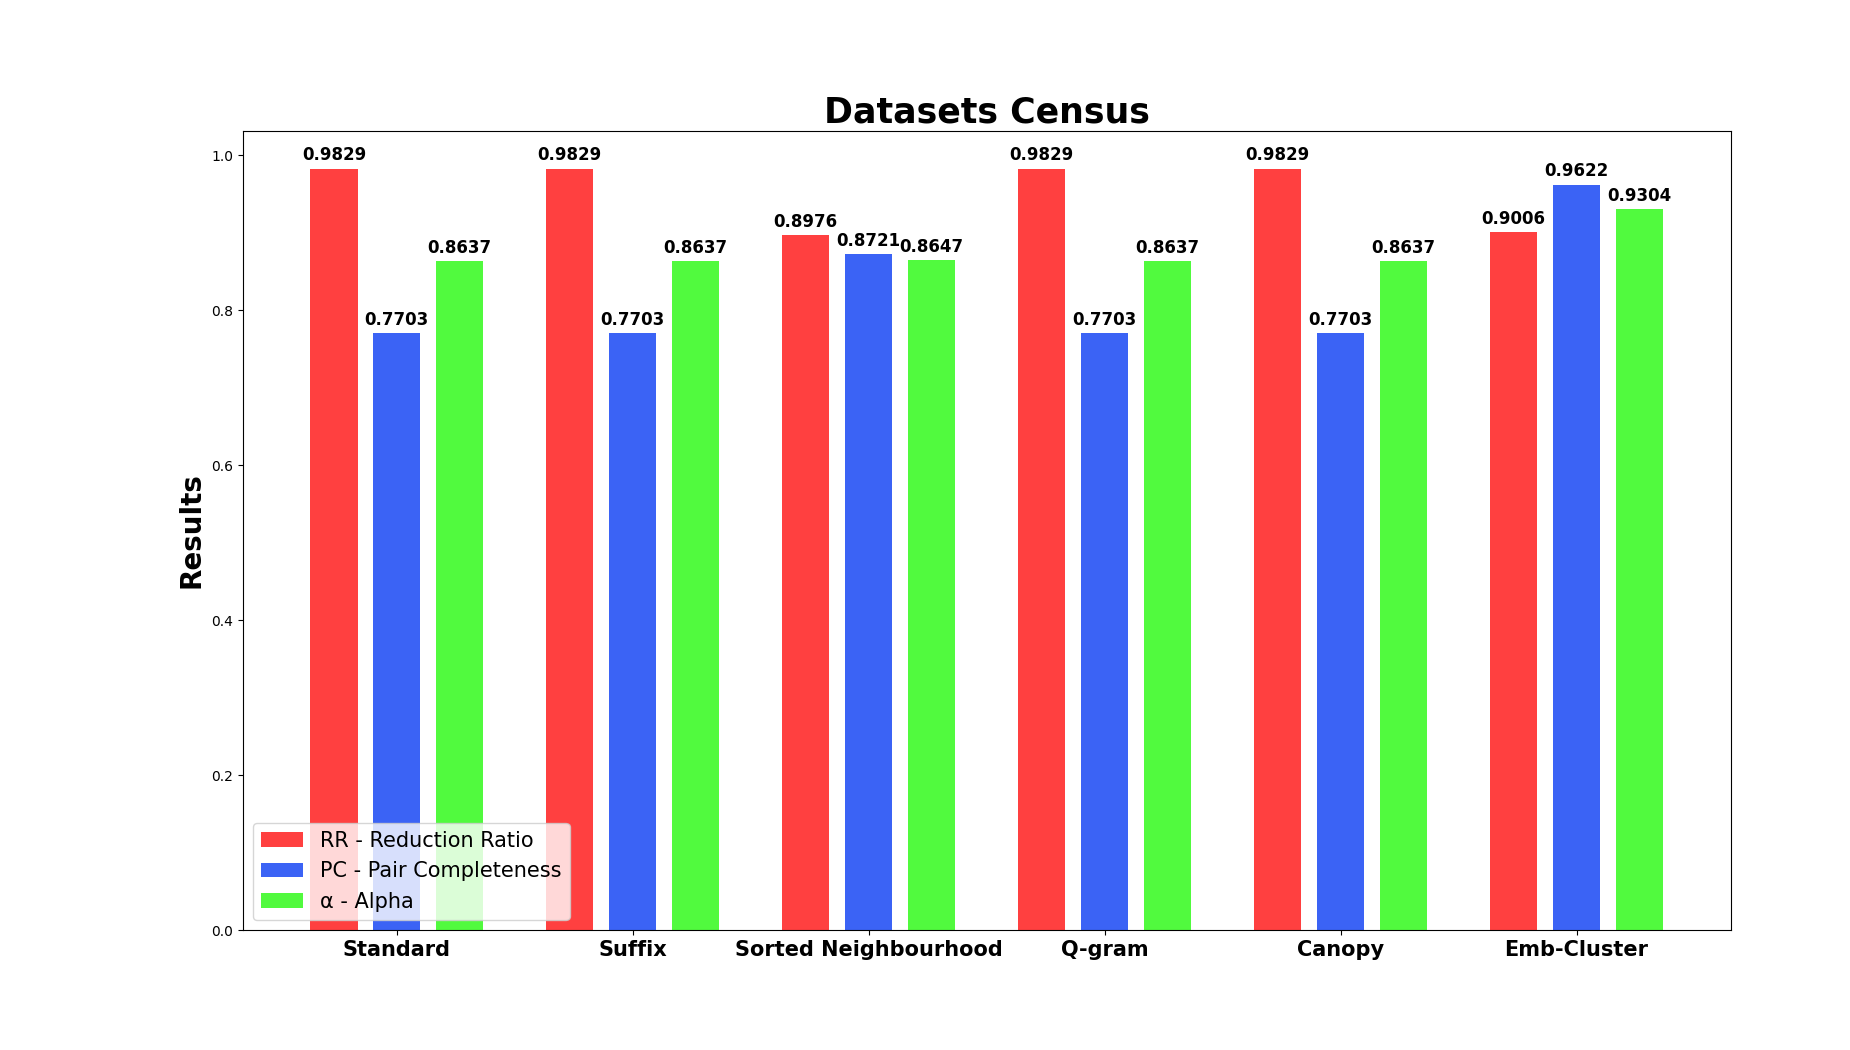 Datasets Census
Results
1.0
0.8
0.6
0.4
0.2
0.0
0.9829
0.7703
0.8637
0.9829
0.7703
0.8637
0.8976
0.8721
0.8647
0.9829
0.7703
0.8637
0.9829
0.7703
0.8637
0.9006
0.9622
0.9304
RR - Reduction Ratio
PC - Pair Completeness
α - Alpha
Standard
Suffix
Sorted Neighbourhood
Q-gram
Canopy
Emb-Cluster